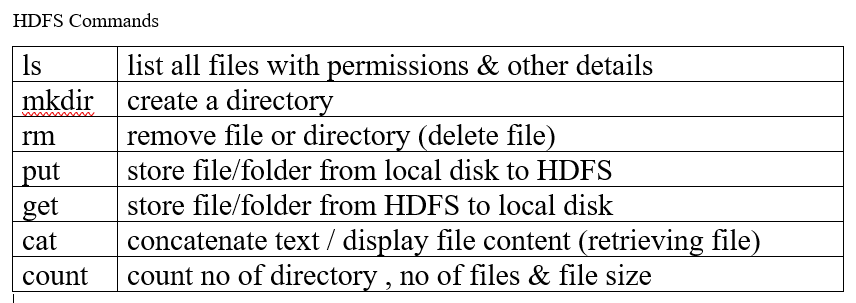 HDFS Commands
ls list all files with permissions & other details
mkdir create a directory
rm remove file or directory (delete file)
put store file/folder from local disk to HDFS
get store file/folder from HDFS to local disk
cat concatenate text / display file content (retrieving file)
count count no of directory , no of files & file size